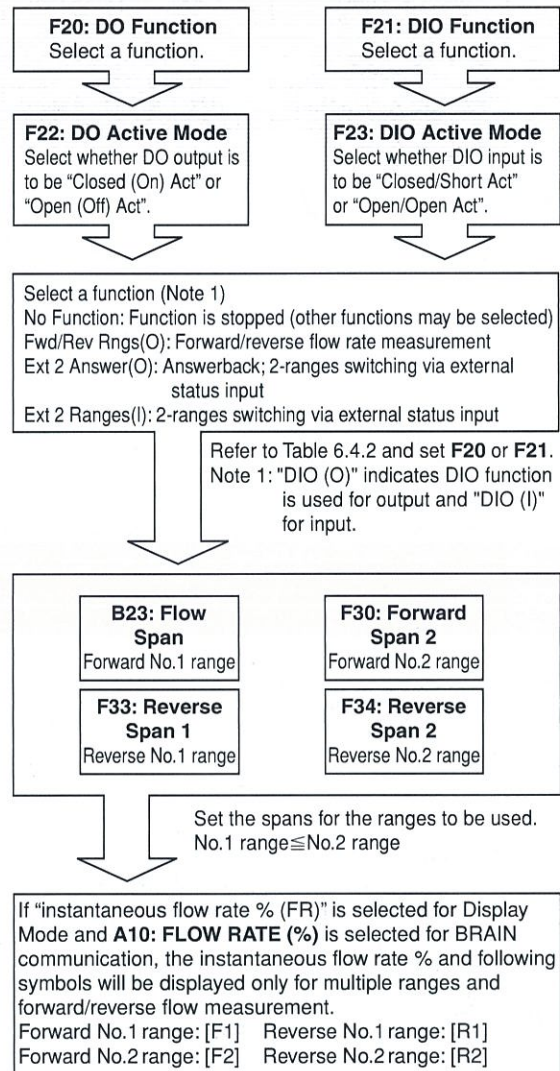 F20: DO Function
Select a function.
F21: DIO Function
Select a function.
F22: DO Active Mode
Select whether DO output is
to be “Closed (On) Act” or
“Open (Off) Act”.
F23: DIO Active Mode
Select whether DIO input is
to be “Closed/Short Act”
or “Open/Open Act”.
Select a function (Note 1)
No Function: Function is stopped (other functions may be selected)
Fwd/Rev Rngs(O): Forward/reverse flow rate measurement
Ext 2 Answer(O): Answerback; 2-ranges switching via external
status input
Ext 2 Ranges(I): 2-ranges switching via external status input
Refer to Table 6.4.2 and set F20 or F21.
Note 1: "DIO (O)" indicates DIO function
is used for output and "DIO (I)"
for input.
B23: Flow
Span
Forward No.1 range
F30: Forward
Span 2
Forward No.2 range
F33: Reverse
Span 1
Reverse No.1 range
F34: Reverse
Span 2
Reverse No.2 range
Set the spans for the ranges to be used.
No.1 range≦No.2 range
If “instantaneous flow rate % (FR)” is selected for Display
Mode and A10: FLOW RATE (%) is selected for BRAIN
communication, the instantaneous flow rate % and following
symbols will be displayed only for multiple ranges and
forward/reverse flow measurement.
Forward No.1 range: [F1] Reverse No.1 range: [R1]
Forward No.2 range: [F2] Reverse No.2 range: [R2]